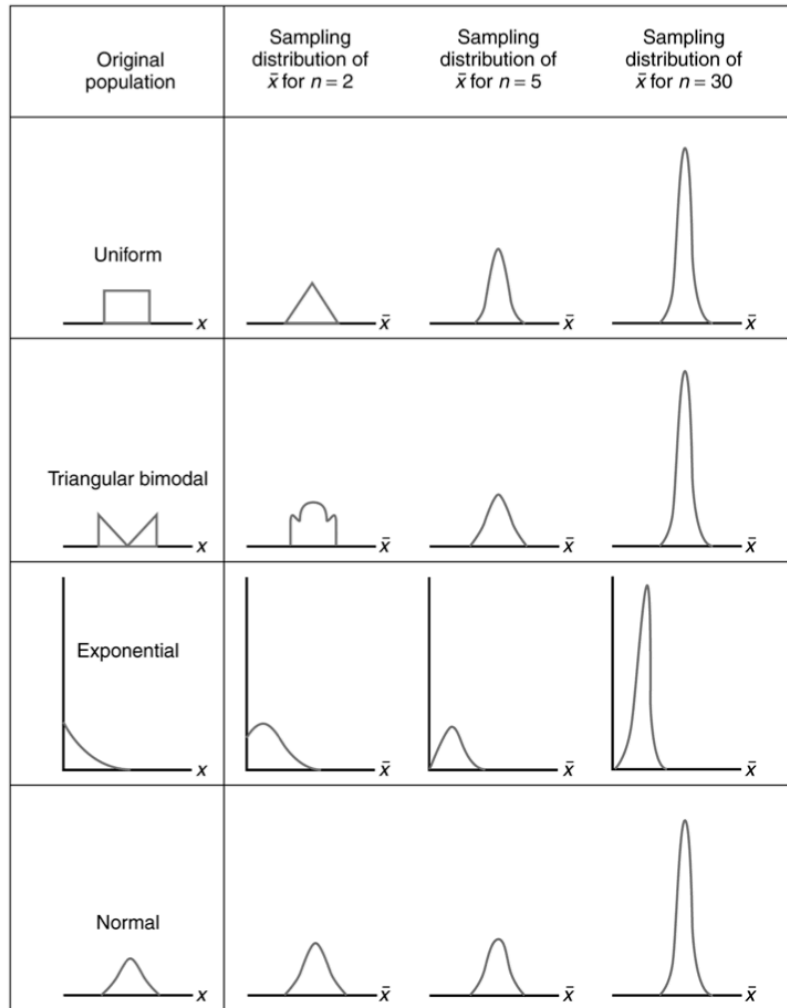 Original
population
Sampling
distribution of
x̄ for n = 2
Sampling
distribution of
x̄ for n = 5
Sampling
distribution of
x̄ for n = 30
Uniform
x
x̄
x̄
x̄
Triangular bimodal
x
x̄
x̄
x̄
Exponential
x
x̄
x̄
x̄
Normal
x
x̄
x̄
x̄